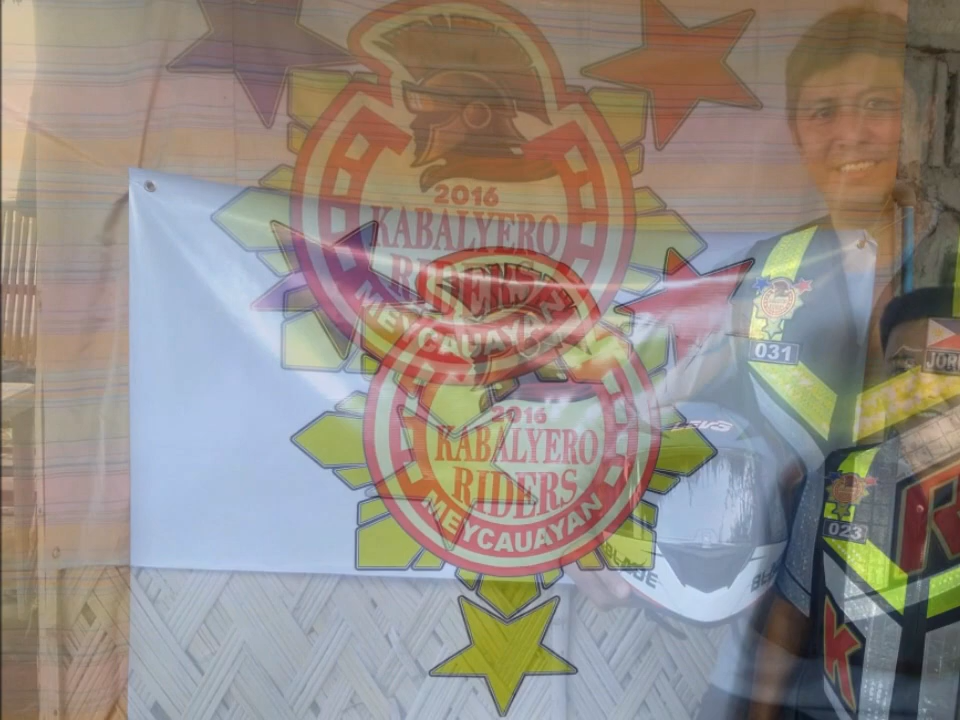 2016
KABALYERO
RIDERS
MEYCAUAYAN
031
2016
KABALYERO
RIDERS
MEYCAUAYAN
023